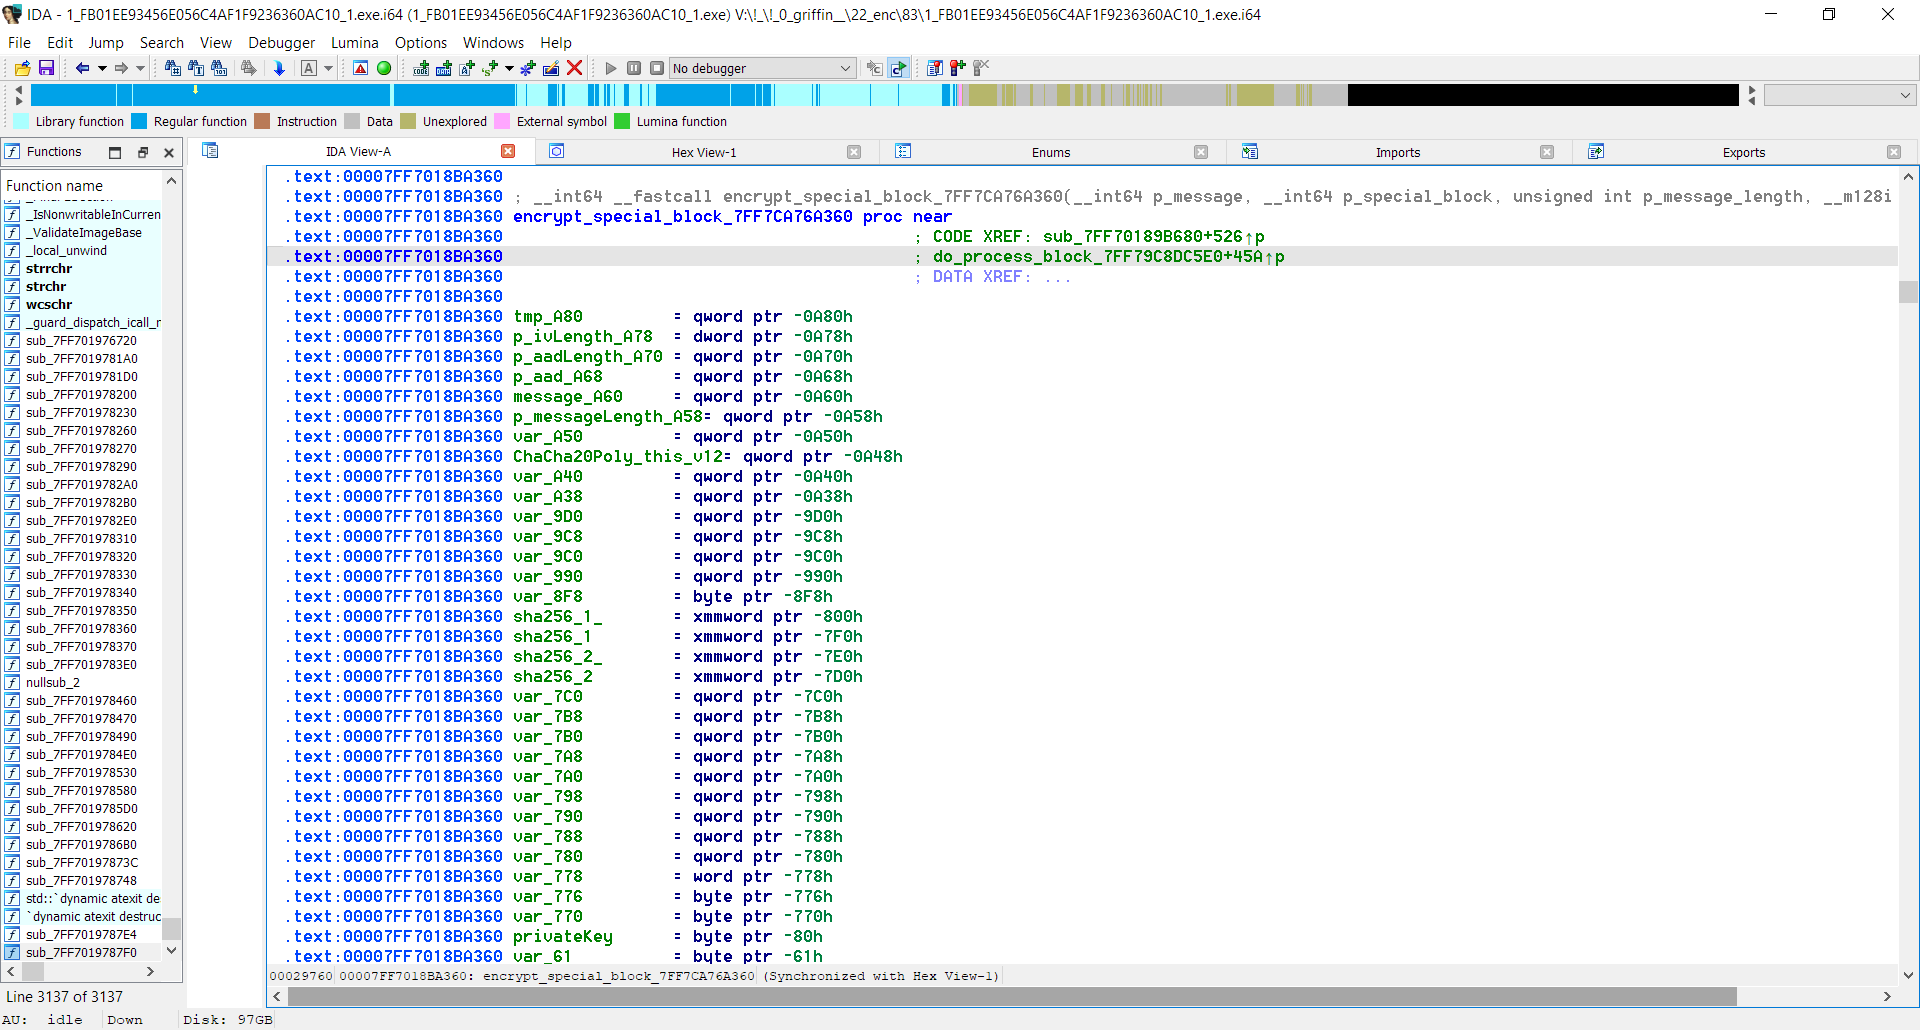 IDA - 1_FB01EE93456E056C4AF1F9236360AC10_1.exe.i64 (1_FB01EE93456E056C4AF1F9236360AC10_1.exe) V:\!_\!_0_griffin__\22_enc\83\1_FB01EE93456E056C4AF1F9236360AC10_1.exe.i64
File Edit Jump Search View Debugger Lumina Options Windows Help
No debugger
Library function Regular function Instruction Data Unexplored External symbol Lumina function
Functions IDA View-A Hex View-1 Enums Imports Exports
Function name
_IsNonwritableInCurren
_ValidateImageBase
_local_unwind
strrchr
strchr
wcschr
_guard_dispatch_icall_r
sub_7FF701976720
sub_7FF7019781A0
sub_7FF7019781D0
sub_7FF701978200
sub_7FF701978230
sub_7FF701978260
sub_7FF701978270
sub_7FF701978290
sub_7FF7019782A0
sub_7FF7019782B0
sub_7FF7019782E0
sub_7FF701978310
sub_7FF701978320
sub_7FF701978330
sub_7FF701978340
sub_7FF701978350
sub_7FF701978360
sub_7FF701978370
sub_7FF7019783E0
nullsub_2
sub_7FF701978460
sub_7FF701978470
sub_7FF701978490
sub_7FF7019784E0
sub_7FF701978530
sub_7FF701978580
sub_7FF7019785D0
sub_7FF701978620
sub_7FF7019786B0
sub_7FF70197873C
sub_7FF701978748
std::`dynamic atexit de
`dynamic atexit destruc
sub_7FF7019787E4
sub_7FF7019787F0
Line 3137 of 3137
.text:00007FF7018BA360
.text:00007FF7018BA360 ; __int64 __fastcall encrypt_special_block_7FF7CA76A360(__int64 p_message, __int64 p_special_block, unsigned int p_message_length, __m128i
.text:00007FF7018BA360 encrypt_special_block_7FF7CA76A360 proc near
.text:00007FF7018BA360 ; CODE XREF: sub_7FF70189B680+526↑p
.text:00007FF7018BA360 ; do_process_block_7FF79C8DC5E0+45A↑p
.text:00007FF7018BA360 ; DATA XREF: ...
.text:00007FF7018BA360
.text:00007FF7018BA360 tmp_A80 = qword ptr -0A80h
.text:00007FF7018BA360 p_ivLength_A78 = dword ptr -0A78h
.text:00007FF7018BA360 p_aadLength_A70 = qword ptr -0A70h
.text:00007FF7018BA360 p_aad_A68 = qword ptr -0A68h
.text:00007FF7018BA360 message_A60 = qword ptr -0A60h
.text:00007FF7018BA360 p_messageLength_A58= qword ptr -0A58h
.text:00007FF7018BA360 var_A50 = qword ptr -0A50h
.text:00007FF7018BA360 ChaCha20Poly_this_v12= qword ptr -0A48h
.text:00007FF7018BA360 var_A40 = qword ptr -0A40h
.text:00007FF7018BA360 var_A38 = qword ptr -0A38h
.text:00007FF7018BA360 var_9D0 = qword ptr -9D0h
.text:00007FF7018BA360 var_9C8 = qword ptr -9C8h
.text:00007FF7018BA360 var_9C0 = qword ptr -9C0h
.text:00007FF7018BA360 var_990 = qword ptr -990h
.text:00007FF7018BA360 var_8F8 = byte ptr -8F8h
.text:00007FF7018BA360 sha256_1_ = xmmword ptr -800h
.text:00007FF7018BA360 sha256_1 = xmmword ptr -7F0h
.text:00007FF7018BA360 sha256_2_ = xmmword ptr -7E0h
.text:00007FF7018BA360 sha256_2 = xmmword ptr -7D0h
.text:00007FF7018BA360 var_7C0 = qword ptr -7C0h
.text:00007FF7018BA360 var_7B8 = qword ptr -7B8h
.text:00007FF7018BA360 var_7B0 = qword ptr -7B0h
.text:00007FF7018BA360 var_7A8 = qword ptr -7A8h
.text:00007FF7018BA360 var_7A0 = qword ptr -7A0h
.text:00007FF7018BA360 var_798 = qword ptr -798h
.text:00007FF7018BA360 var_790 = qword ptr -790h
.text:00007FF7018BA360 var_788 = qword ptr -788h
.text:00007FF7018BA360 var_780 = qword ptr -780h
.text:00007FF7018BA360 var_778 = word ptr -778h
.text:00007FF7018BA360 var_776 = byte ptr -776h
.text:00007FF7018BA360 var_770 = byte ptr -770h
.text:00007FF7018BA360 privateKey = byte ptr -80h
.text:00007FF7018BA360 var_61 = byte ptr -61h
00029760 00007FF7018BA360: encrypt_special_block_7FF7CA76A360 (Synchronized with Hex View-1)
AU: idle Down Disk: 97GB